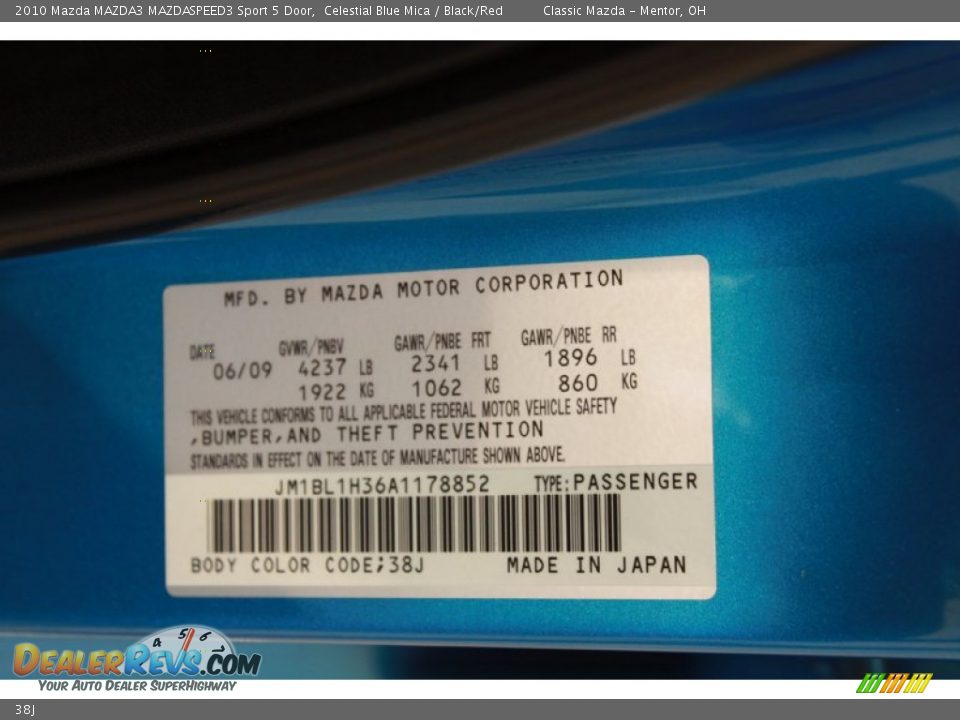 2010 Mazda MAZDA3 MAZDASPEED3 Sport 5 Door,  Celestial Blue Mica / Black/Red  Classic Mazda - Mentor, OH
MFD. BY MAZDA MOTOR CORPORATION
DATE GVWR/PNBV GAWR/PNBE FRT GAWR/PNBE RR
06/09 4237 LB 2341 LB 1896 LB
1922 KG 1062 KG 860 KG
THIS VEHICLE CONFORMS TO ALL APPLICABLE FEDERAL MOTOR VEHICLE SAFETY
,BUMPER,AND THEFT PREVENTION
STANDARDS IN EFFECT ON THE DATE OF MANUFACTURE SHOWN ABOVE.
JM1BL1H36A1178852 TYPE:PASSENGER
BODY COLOR CODE;38J MADE IN JAPAN
4 5 6 7
DEALERREVS.COM
YOUR AUTO DEALER SUPERHIGHWAY
38J